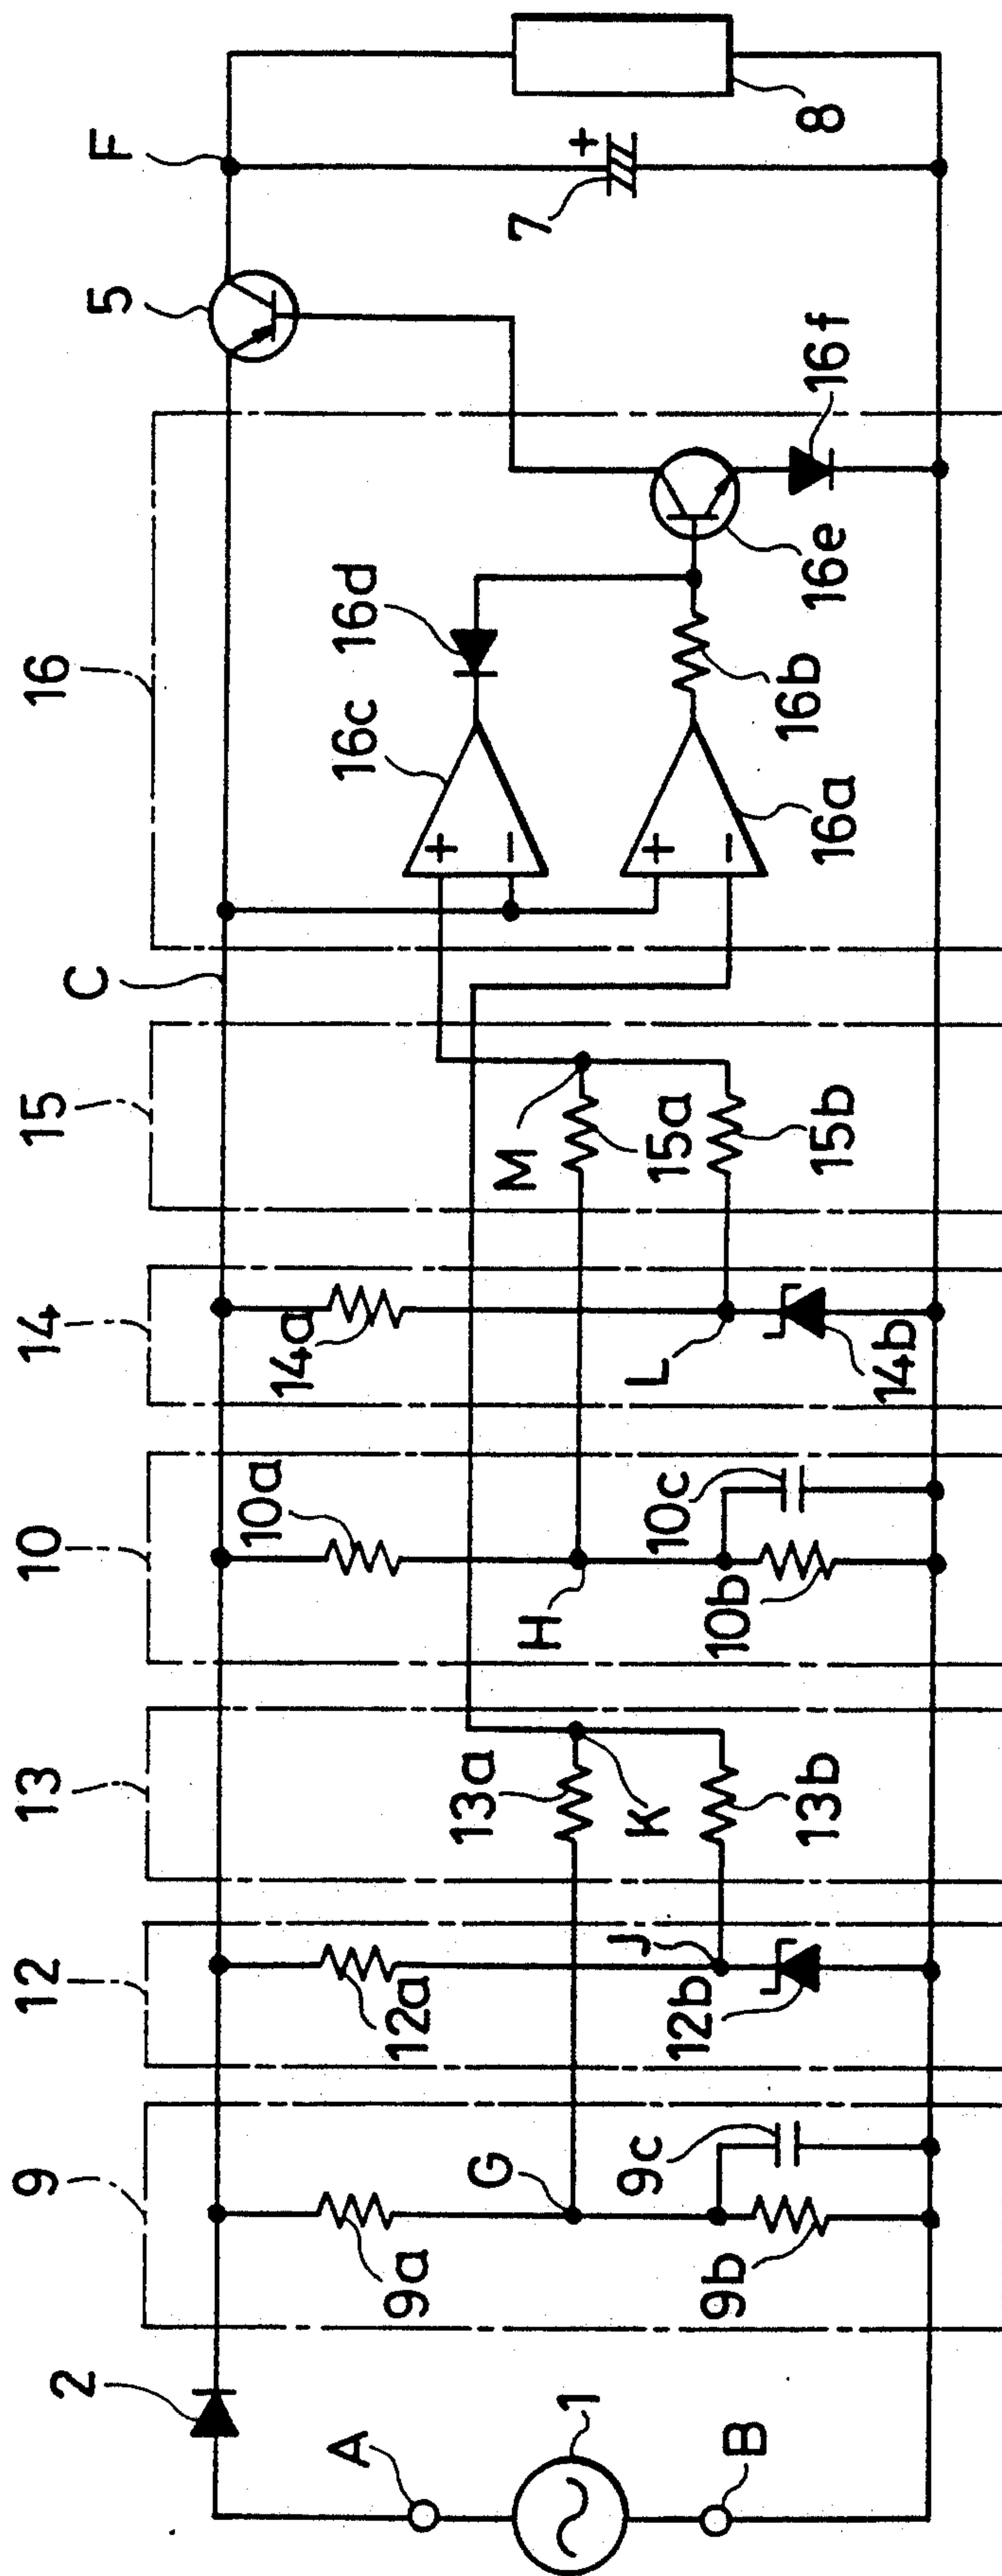 9
12
13
10
14
15
C
16
5
F
2
9a
12a
10a
14a
16c
16d
A
G
13a
H
M
7
+
1
K
15a
+
−
J
L
+
−
B
9b
9c
12b
13b
10b
10c
14b
15b
16a
16b
16e
16f
8